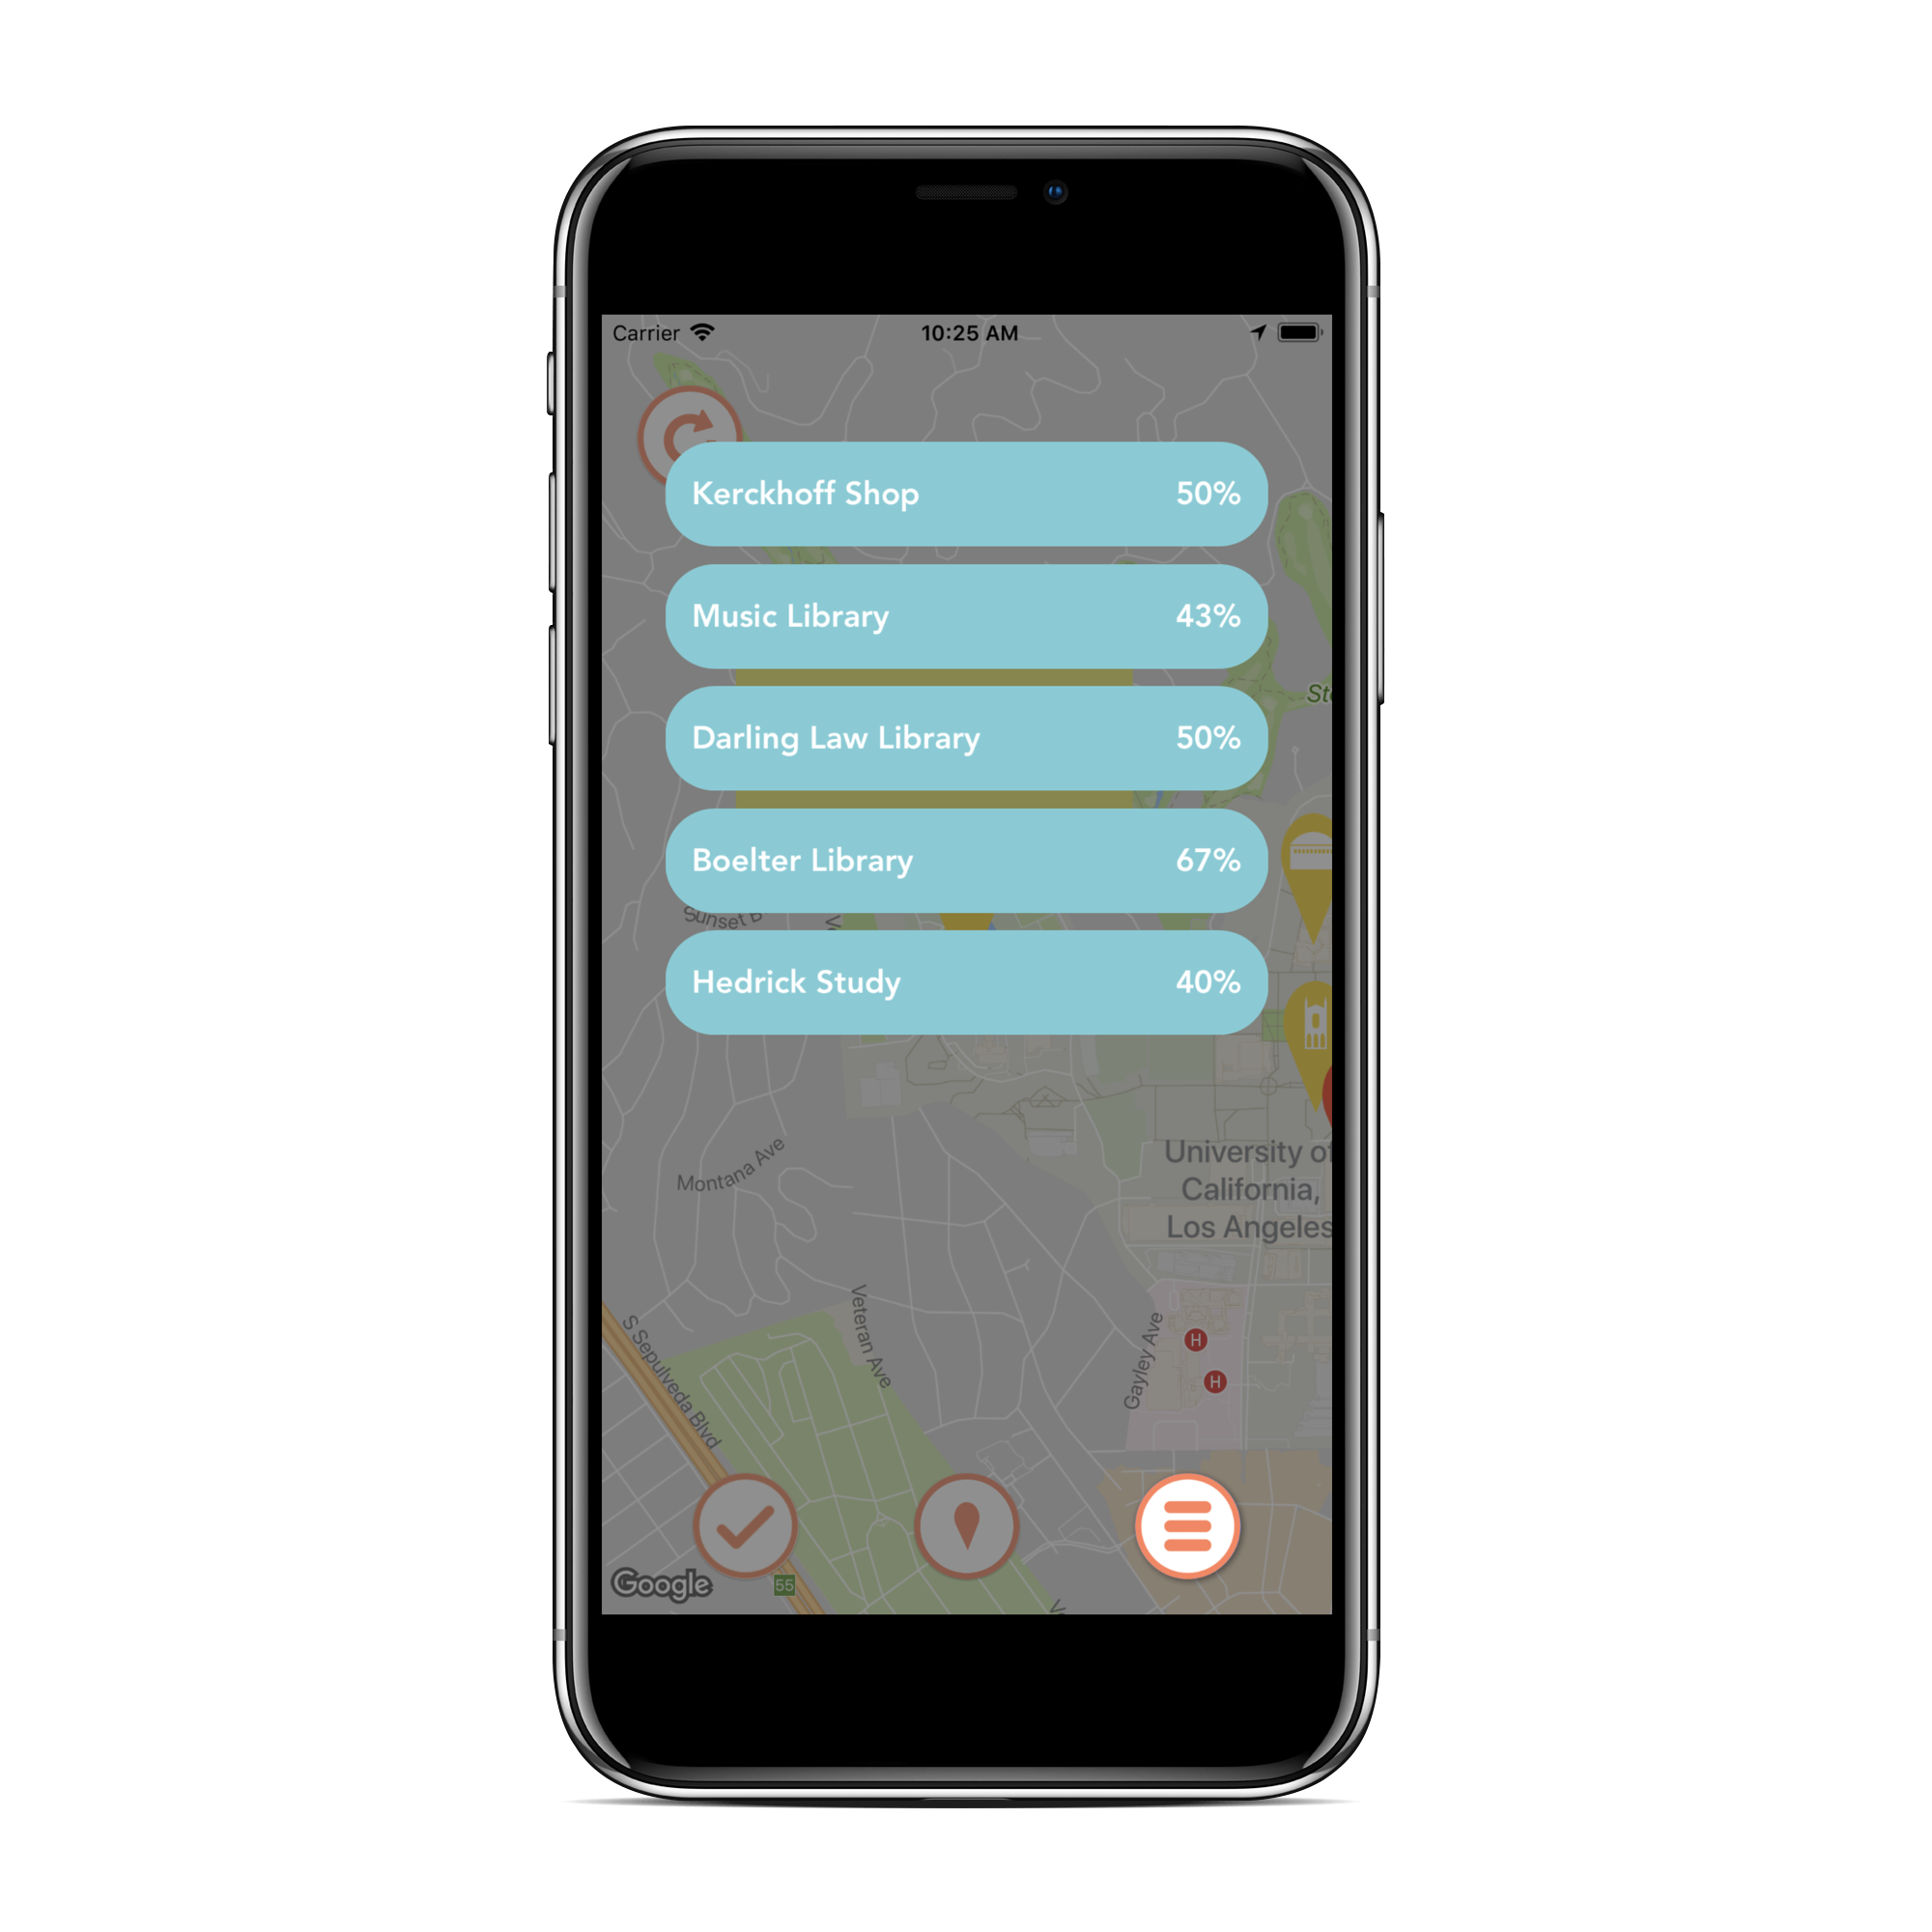 Carrier 10:25 AM
Kerckhoff Shop 50%
Music Library 43%
Darling Law Library 50%
Boelter Library 67%
Sunset B
Hedrick Study 40%
Montana Ave
University of
California,
Los Angeles
Veteran Ave
S Sepulveda Blvd
Gayley Ave
H
H
Google
55